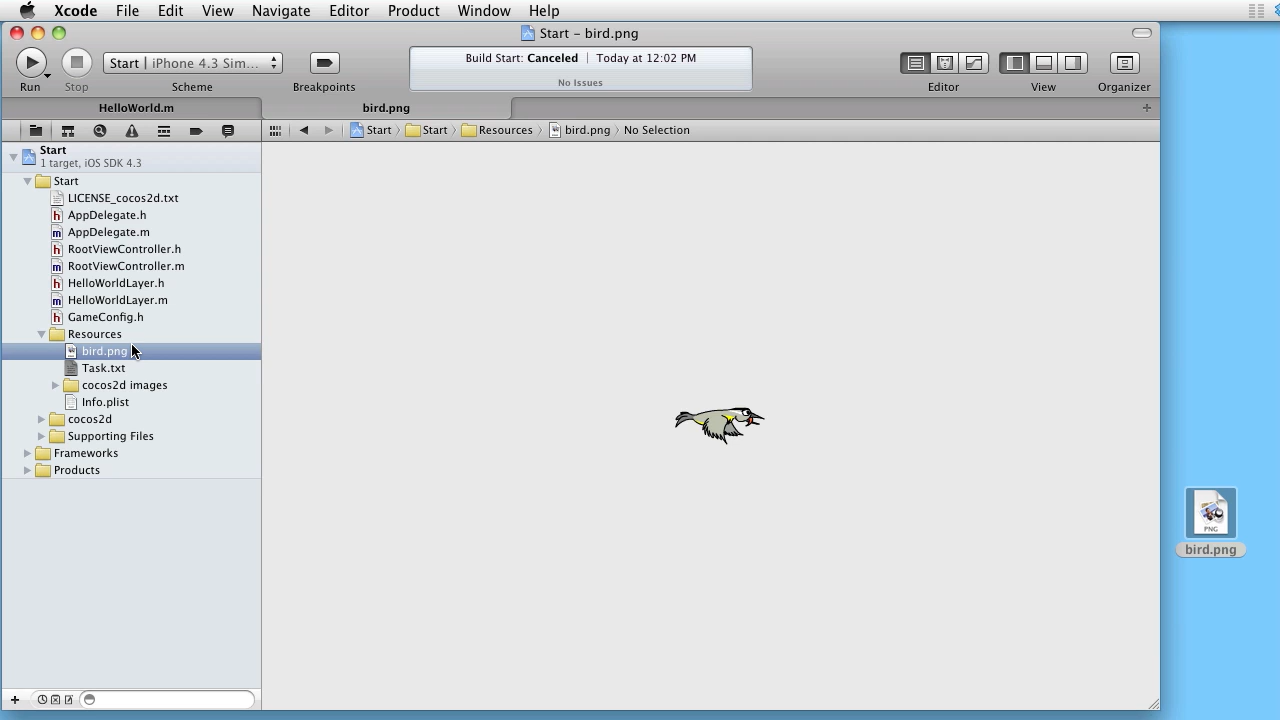 Xcode File Edit View Navigate Editor Product Window Help
Start – bird.png
Start | iPhone 4.3 Sim...
Build Start: Canceled | Today at 12:02 PM
No Issues
Run Stop Scheme Breakpoints Editor View Organizer
HelloWorld.m bird.png
Start Start Resources bird.png No Selection
Start
1 target, iOS SDK 4.3
Start
LICENSE_cocos2d.txt
AppDelegate.h
AppDelegate.m
RootViewController.h
RootViewController.m
HelloWorldLayer.h
HelloWorldLayer.m
GameConfig.h
Resources
bird.png
Task.txt
cocos2d images
Info.plist
cocos2d
Supporting Files
Frameworks
Products
PNG
bird.png